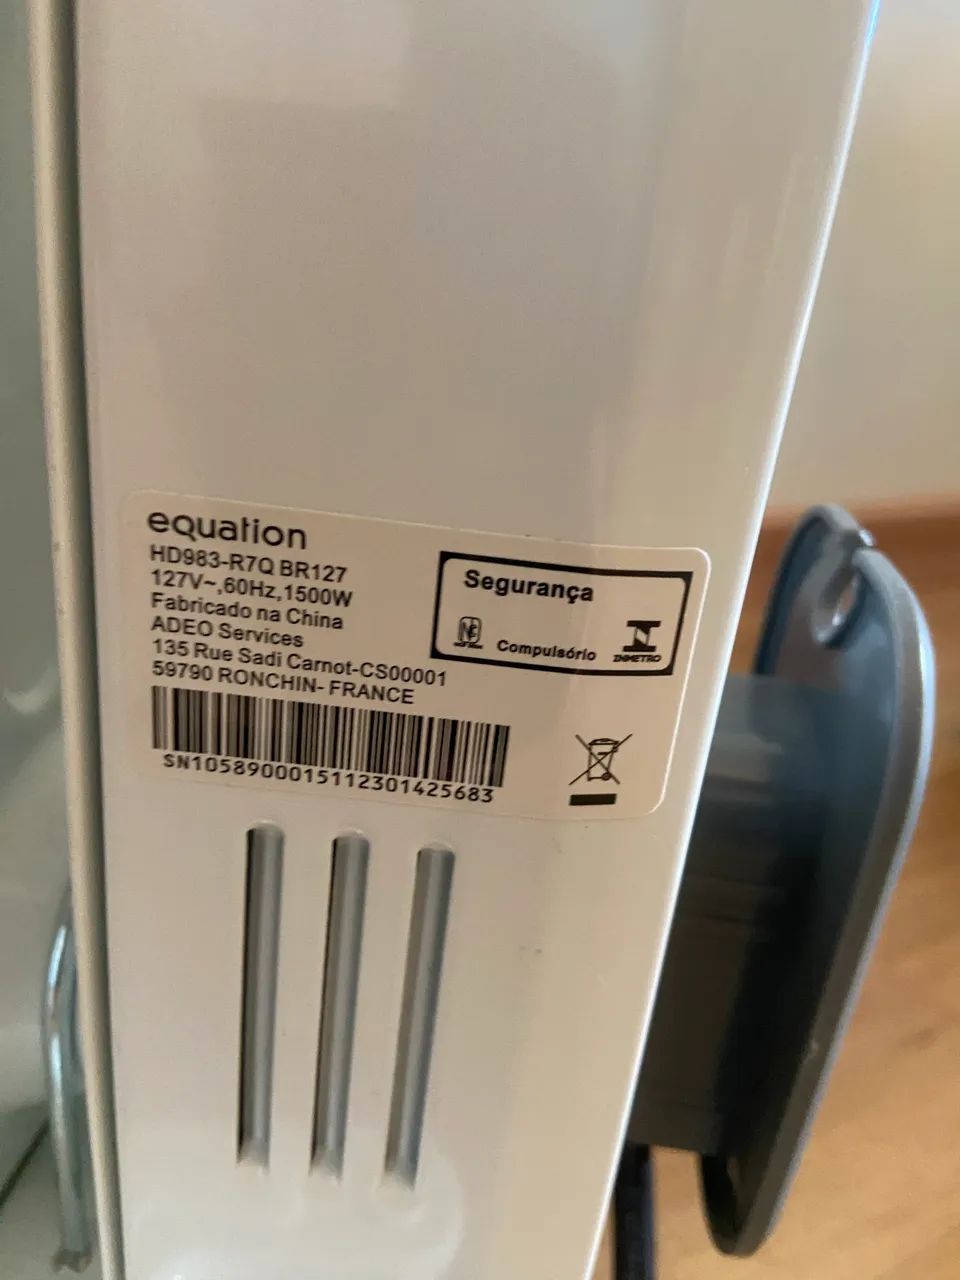 equation
HD983-R7Q BR127
127V~,60Hz,1500W
Fabricado na China
ADEO Services
135 Rue Sadi Carnot-CS00001
59790 RONCHIN- FRANCE
SN1058900015112301425683
Segurança
Compulsório
INMETRO